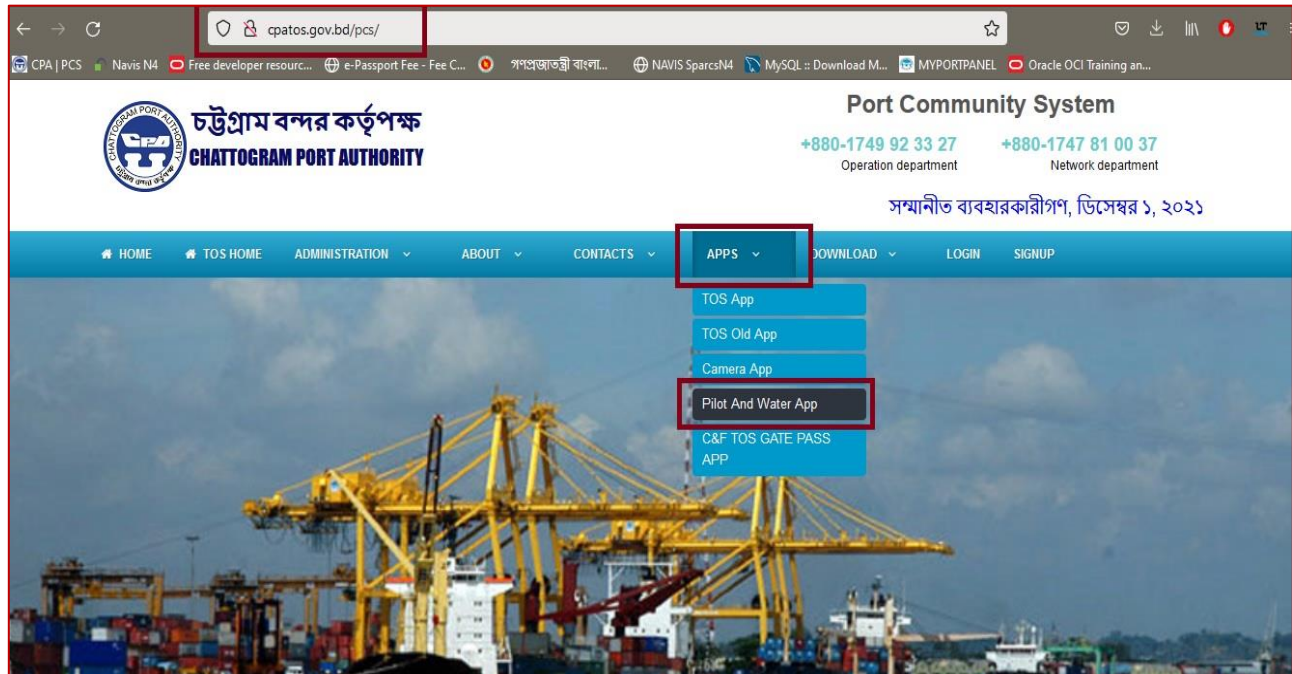 cpatos.gov.bd/pcs/
CPA | PCS Navis N4 Free developer resourc... e-Passport Fee - Fee C... গণপ্রজাতন্ত্রী বাংলা... NAVIS SparcsN4 MySQL :: Download M... MYPORTPANEL Oracle OCI Training an...
চট্টগ্রাম বন্দর কর্তৃপক্ষ
CHATTOGRAM PORT AUTHORITY
CHATTOGRAM PORT AUTHORITY
CPA
Port Community System
+880-1749 92 33 27 +880-1747 81 00 37
Operation department Network department
সম্মানীত ব্যবহারকারীগণ, ডিসেম্বর ১, ২০২১
HOME TOS HOME ADMINISTRATION ABOUT CONTACTS APPS DOWNLOAD LOGIN SIGNUP
TOS App
TOS Old App
Camera App
Pilot And Water App
C&F TOS GATE PASS
APP